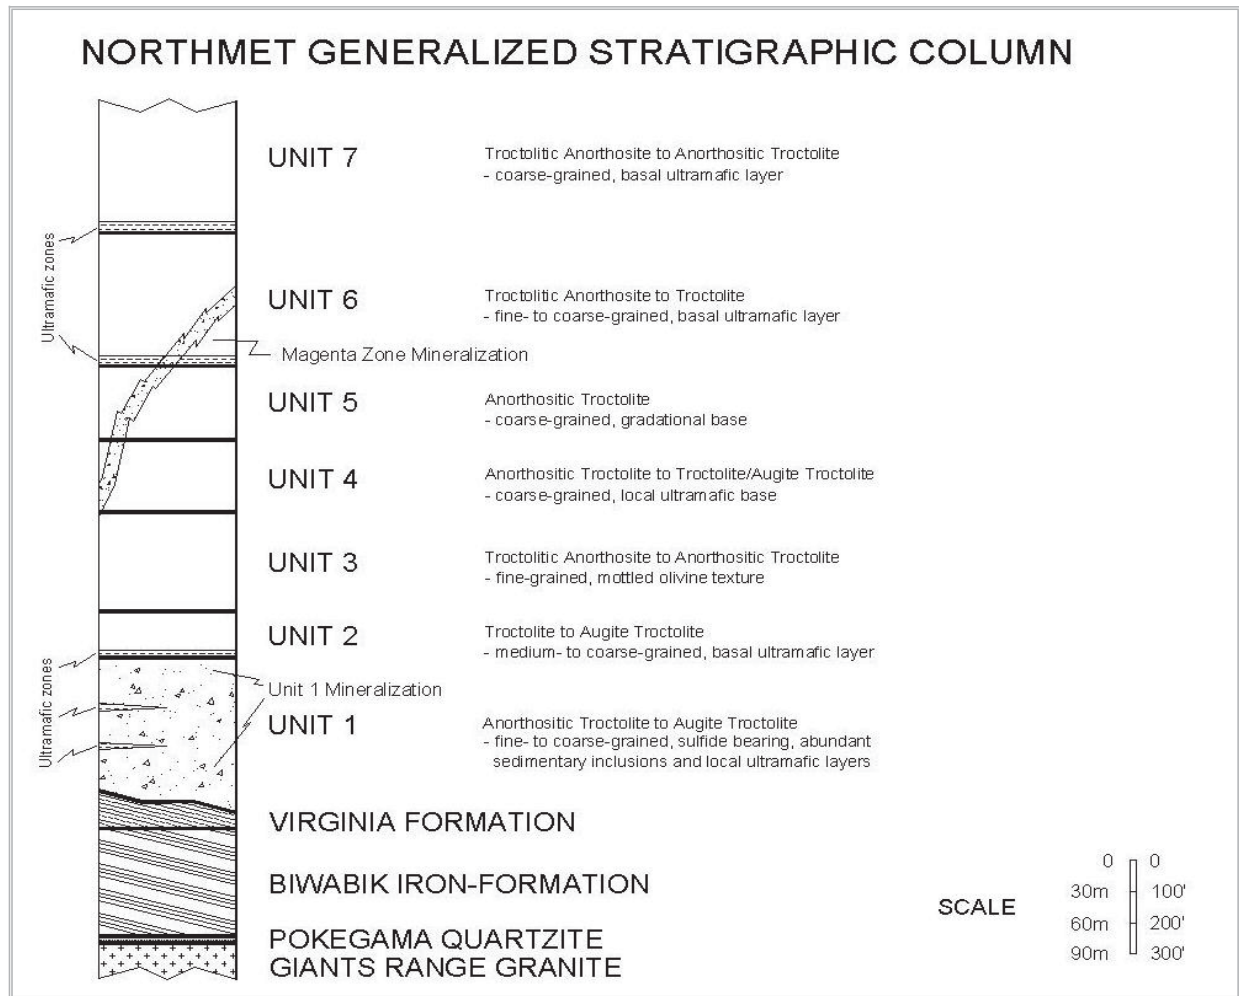 NORTHMET GENERALIZED STRATIGRAPHIC COLUMN
UNIT 7
Troctolitic Anorthosite to Anorthositic Troctolite
- coarse-grained, basal ultramafic layer
Ultramafic zones
UNIT 6
Troctolitic Anorthosite to Troctolite
- fine- to coarse-grained, basal ultramafic layer
Magenta Zone Mineralization
UNIT 5
Anorthositic Troctolite
- coarse-grained, gradational base
UNIT 4
Anorthositic Troctolite to Troctolite/Augite Troctolite
- coarse-grained, local ultramafic base
UNIT 3
Troctolitic Anorthosite to Anorthositic Troctolite
- fine-grained, mottled olivine texture
UNIT 2
Troctolite to Augite Troctolite
- medium- to coarse-grained, basal ultramafic layer
Ultramafic zones
Unit 1 Mineralization
UNIT 1
Anorthositic Troctolite to Augite Troctolite
- fine- to coarse-grained, sulfide bearing, abundant
sedimentary inclusions and local ultramafic layers
VIRGINIA FORMATION
BIWABIK IRON-FORMATION
POKEGAMA QUARTZITE
GIANTS RANGE GRANITE
SCALE
0 0
30m 100'
60m 200'
90m 300'